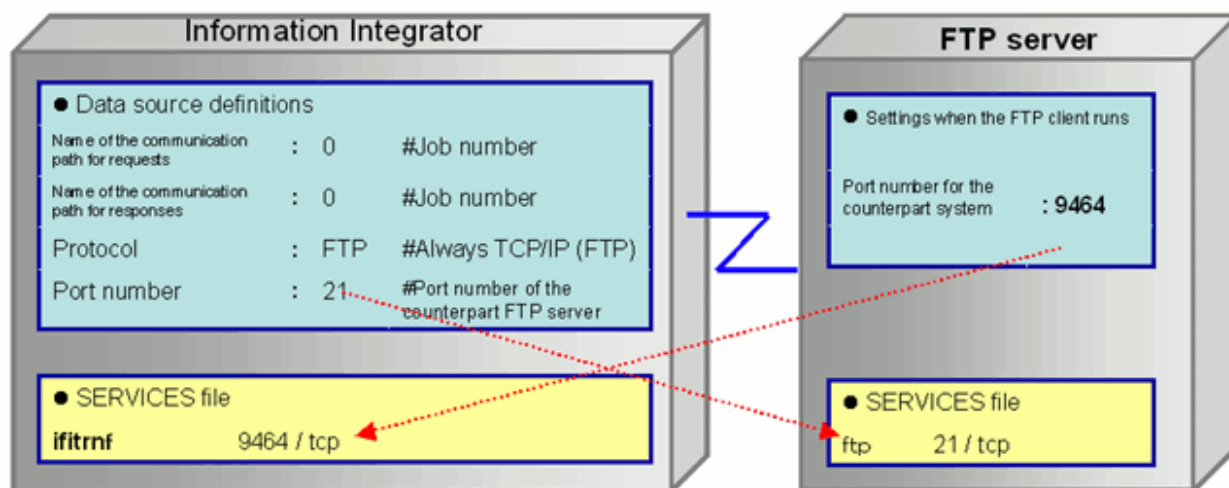 Information Integrator
● Data source definitions
Name of the communication
path for requests : 0 #Job number
Name of the communication
path for responses : 0 #Job number
Protocol : FTP #Always TCP/IP (FTP)
Port number : 21 #Port number of the
counterpart FTP server
● SERVICES file
ifitrnf 9464 / tcp
FTP server
● Settings when the FTP client runs
Port number for the
counterpart system : 9464
● SERVICES file
ftp 21 / tcp